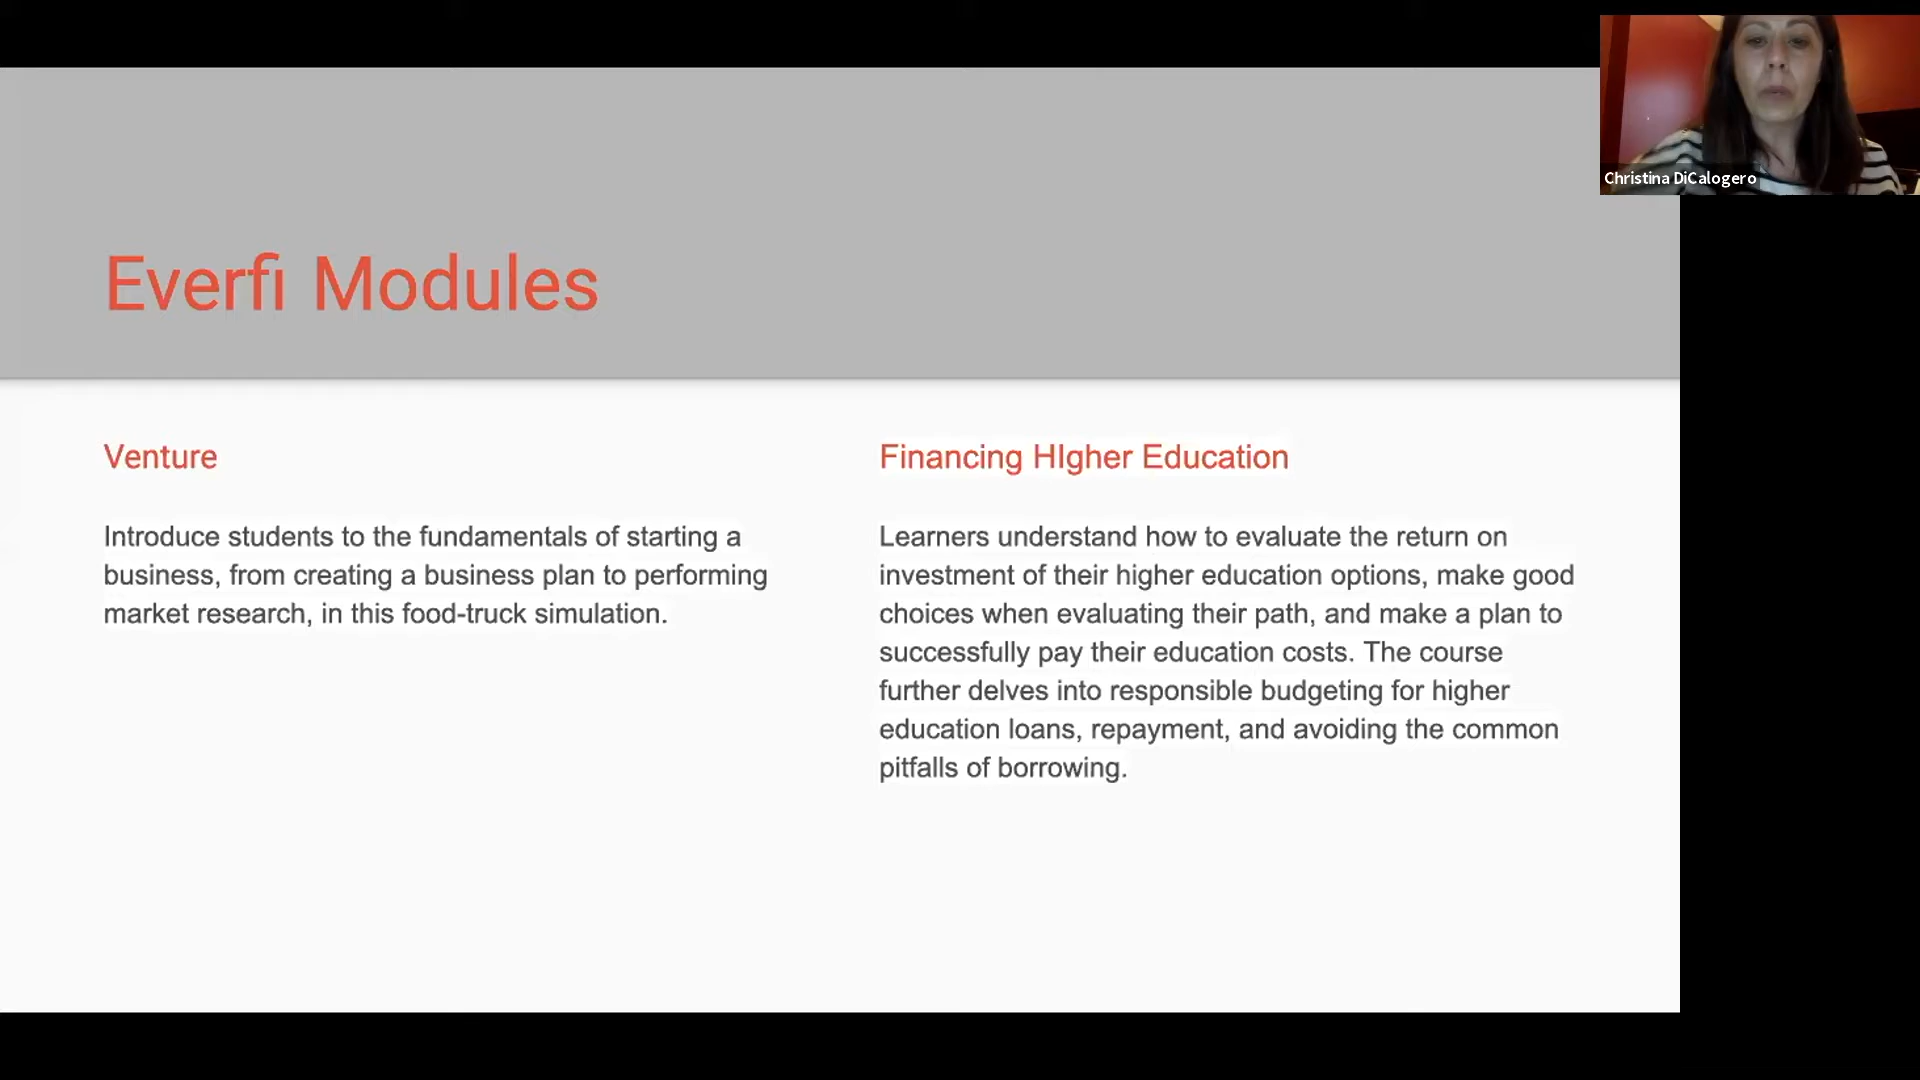 Everfi Modules
Christina DiCalogero
Venture
Introduce students to the fundamentals of starting a
business, from creating a business plan to performing
market research, in this food-truck simulation.
Financing HIgher Education
Learners understand how to evaluate the return on
investment of their higher education options, make good
choices when evaluating their path, and make a plan to
successfully pay their education costs. The course
further delves into responsible budgeting for higher
education loans, repayment, and avoiding the common
pitfalls of borrowing.